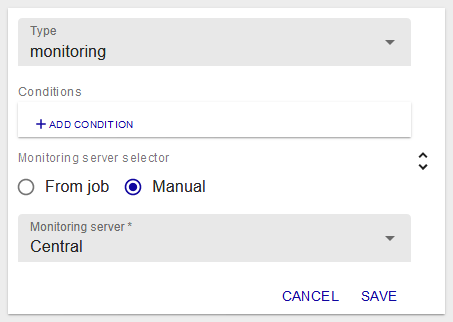 Type
monitoring
Conditions
+ ADD CONDITION
Monitoring server selector
From job Manual
Monitoring server *
Central
CANCEL SAVE